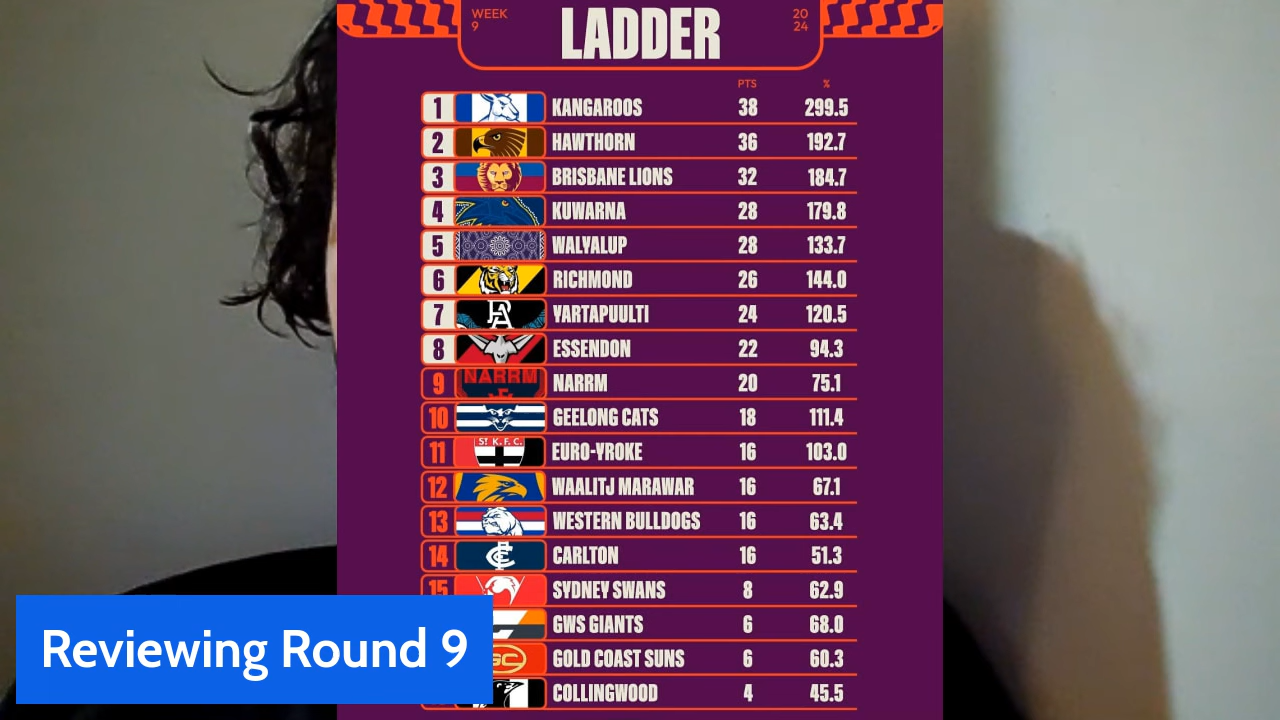 WEEK 9
LADDER
20 24
PTS %
1 KANGAROOS 38 299.5
2 HAWTHORN 36 192.7
3 BRISBANE LIONS 32 184.7
4 KUWARNA 28 179.8
5 WALYALUP 28 133.7
6 RICHMOND 26 144.0
7 PA YARTAPUULTI 24 120.5
8 ESSENDON 22 94.3
9 NARRM NARRM 20 75.1
10 GEELONG CATS 18 111.4
11 ST K.F.C. EURO-YROKE 16 103.0
12 WAALITJ MARAWAR 16 67.1
13 WESTERN BULLDOGS 16 63.4
14 CFC CARLTON 16 51.3
15 SYDNEY SWANS 8 62.9
GWS GIANTS 6 68.0
GC GOLD COAST SUNS 6 60.3
COLLINGWOOD 4 45.5
Reviewing Round 9